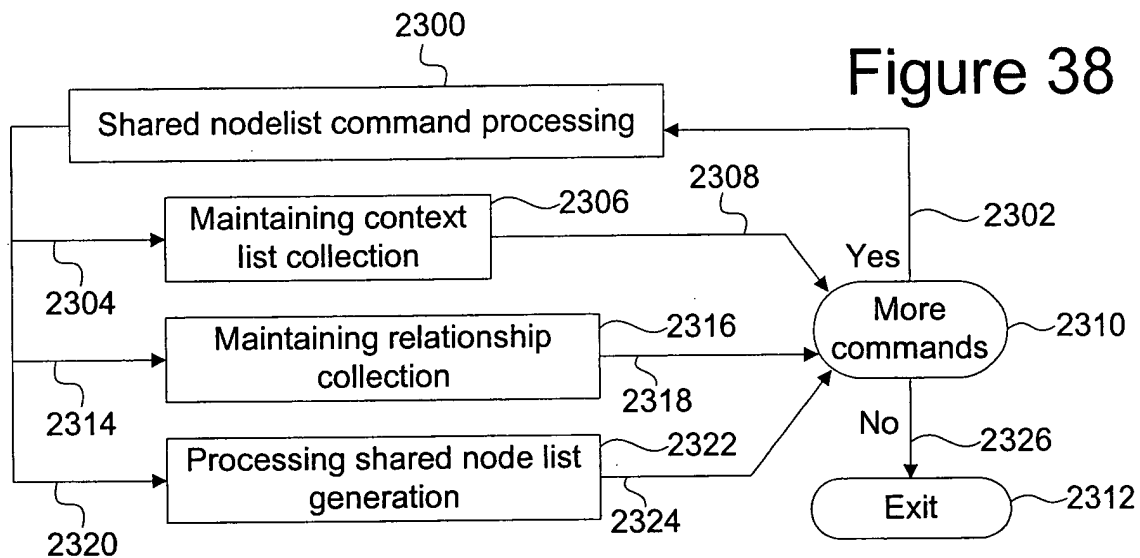 2300
Figure 38
Shared nodelist command processing
2308
2306
Maintaining context
list collection
2302
Yes
2304
More
commands
2310
2316
Maintaining relationship
collection
2318
2314
No
2326
2322
Processing shared node list
generation
2324
Exit
2312
2320